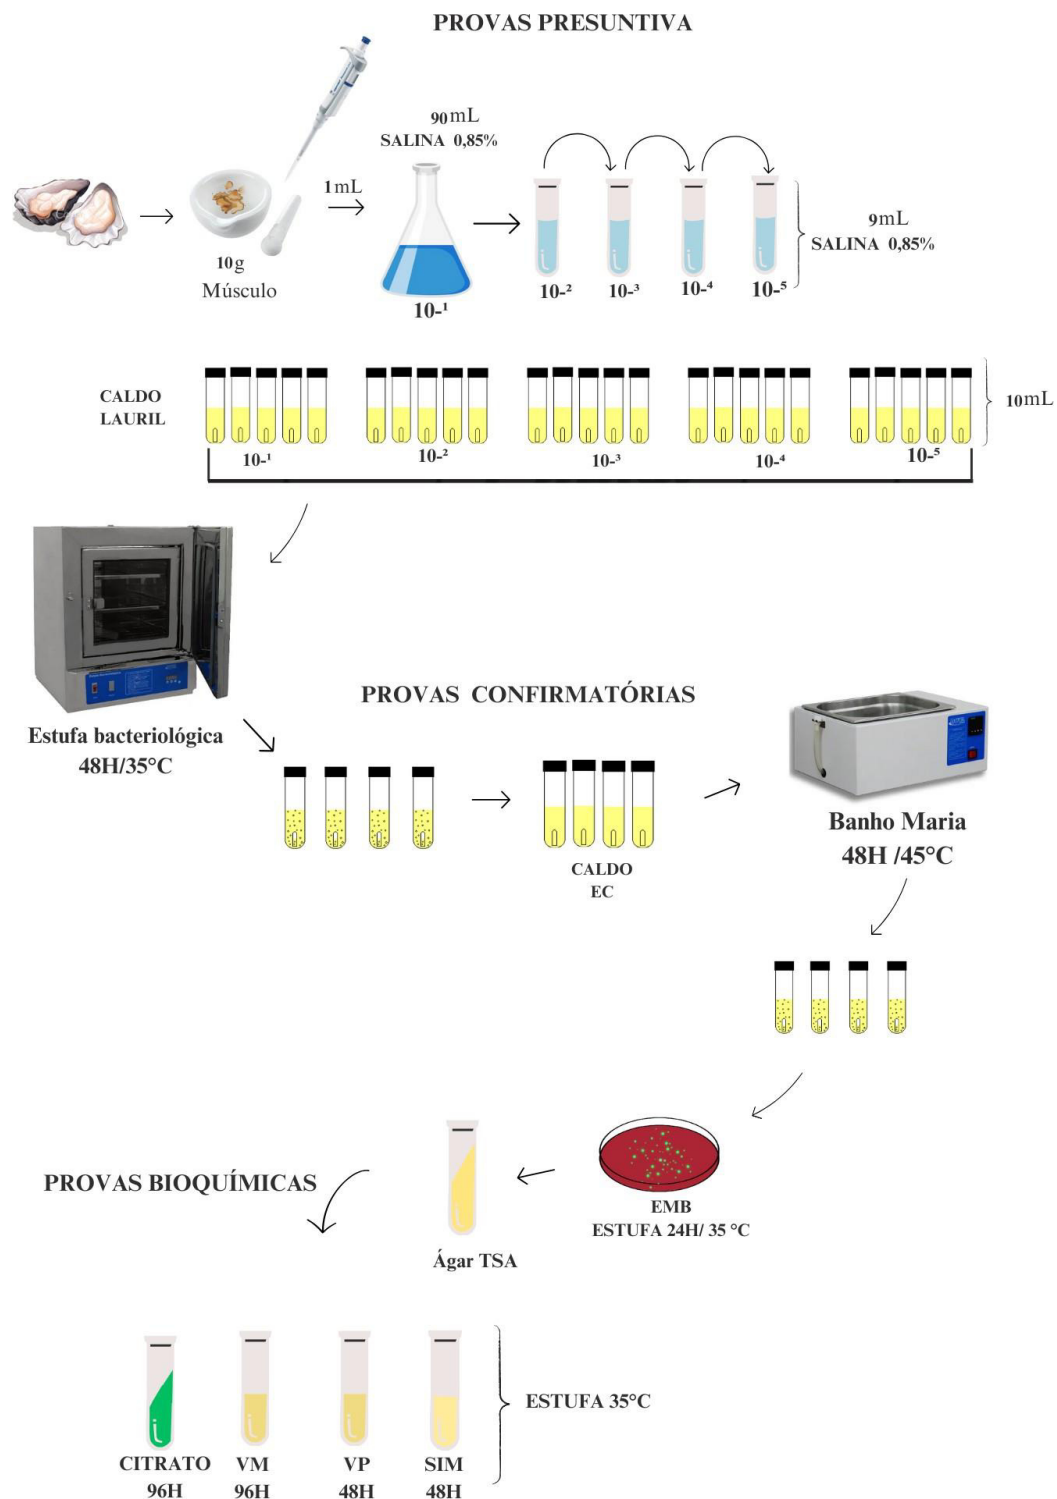 PROVAS PRESUNTIVA
90mL
SALINA 0,85%
1mL
10g
Músculo
10-¹
10-²
10-³
10-⁴
10-⁵
9mL
SALINA 0,85%
CALDO
LAURIL
10mL
10-¹
10-²
10-³
10-⁴
10-⁵
Estufa bacteriológica
48H/35°C
PROVAS CONFIRMATÓRIAS
CALDO
EC
Banho Maria
48H /45°C
EMB
ESTUFA 24H/ 35 °C
Ágar TSA
PROVAS BIOQUÍMICAS
ESTUFA 35°C
CITRATO
96H
VM
96H
VP
48H
SIM
48H